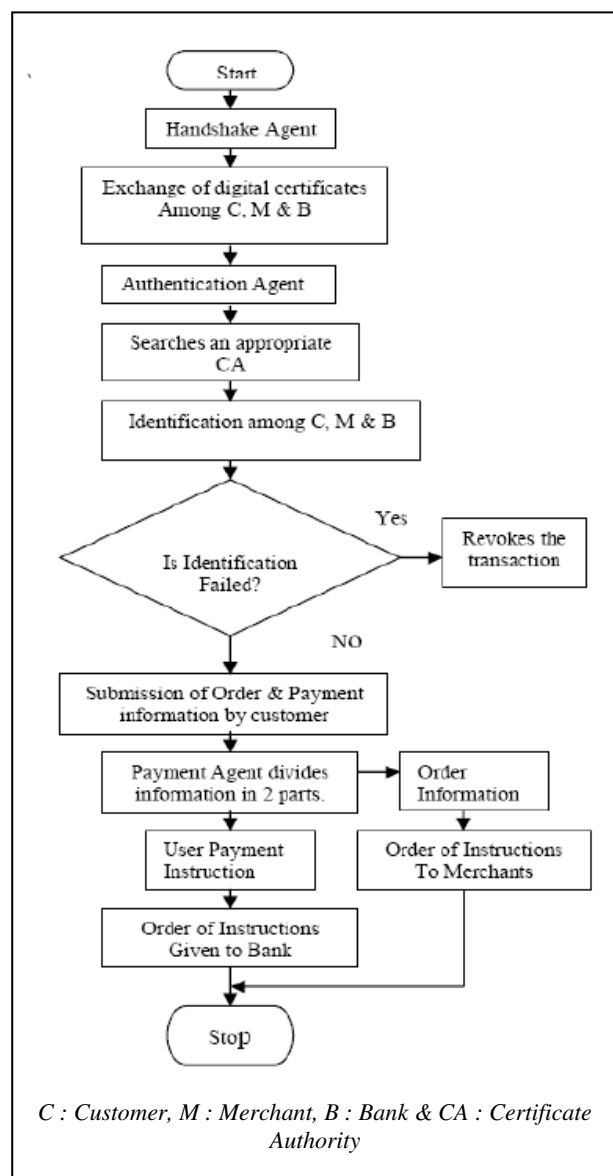 Start
Handshake Agent
Exchange of digital certificates
Among C, M & B
Authentication Agent
Searches an appropriate
CA
Identification among C, M & B
Yes
Is Identification
Failed?
Revokes the
transaction
NO
Submission of Order & Payment
information by customer
Payment Agent divides
information in 2 parts.
Order
Information
User Payment
Instruction
Order of Instructions
To Merchants
Order of Instructions
Given to Bank
Stop
C : Customer, M : Merchant, B : Bank & CA : Certificate
Authority